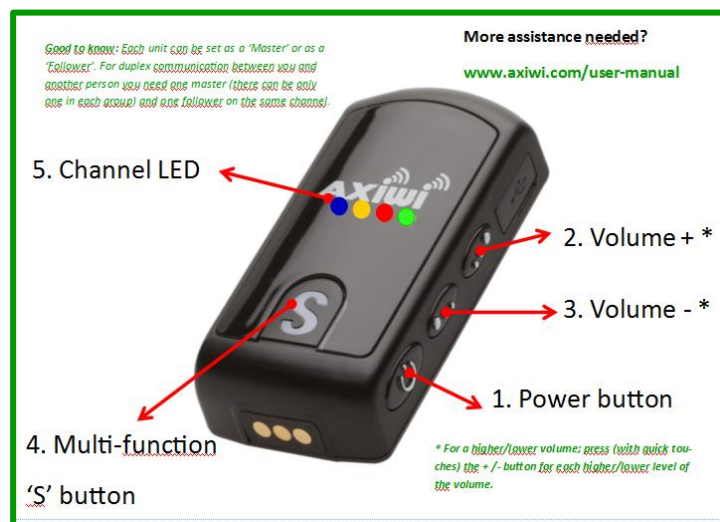 Good to know: Each unit can be set as a 'Master' or as a
'Follower'. For duplex communication between you and
another person you need one master (there can be only
one in each group) and one follower on the same channel.
More assistance needed?
www.axiwi.com/user-manual
5. Channel LED
AXIWI
2. Volume + *
3. Volume - *
S
1. Power button
4. Multi-function
'S' button
* For a higher/lower volume; press (with quick tou-
ches) the + /- button for each higher/lower level of
the volume.